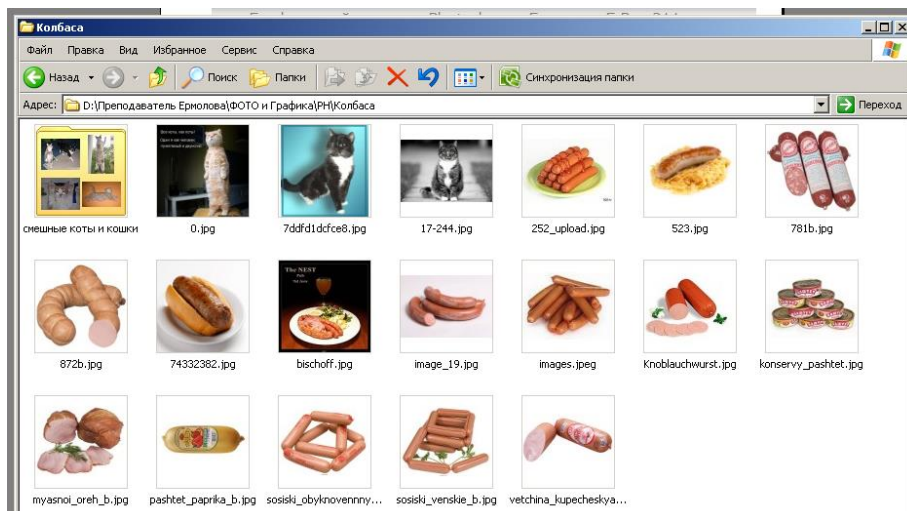 Колбаса
Файл Правка Вид Избранное Сервис Справка
Назад Поиск Папки Синхронизация папки
Адрес: D:\Преподаватель Ермолова\ФОТО и Графика\PH\Колбаса Переход
смешные коты и кошки 0.jpg 7ddfd1dcfce8.jpg 17-244.jpg 252_upload.jpg 523.jpg 781b.jpg
The NEST
872b.jpg 74332382.jpg bischoff.jpg image_19.jpg images.jpeg Knoblauchwurst.jpg konservy_pashtet.jpg
myasnoi_oreh_b.jpg pashtet_paprika_b.jpg sosiski_obyknovennny... sosiski_venskie_b.jpg vetchina_kupecheskya...